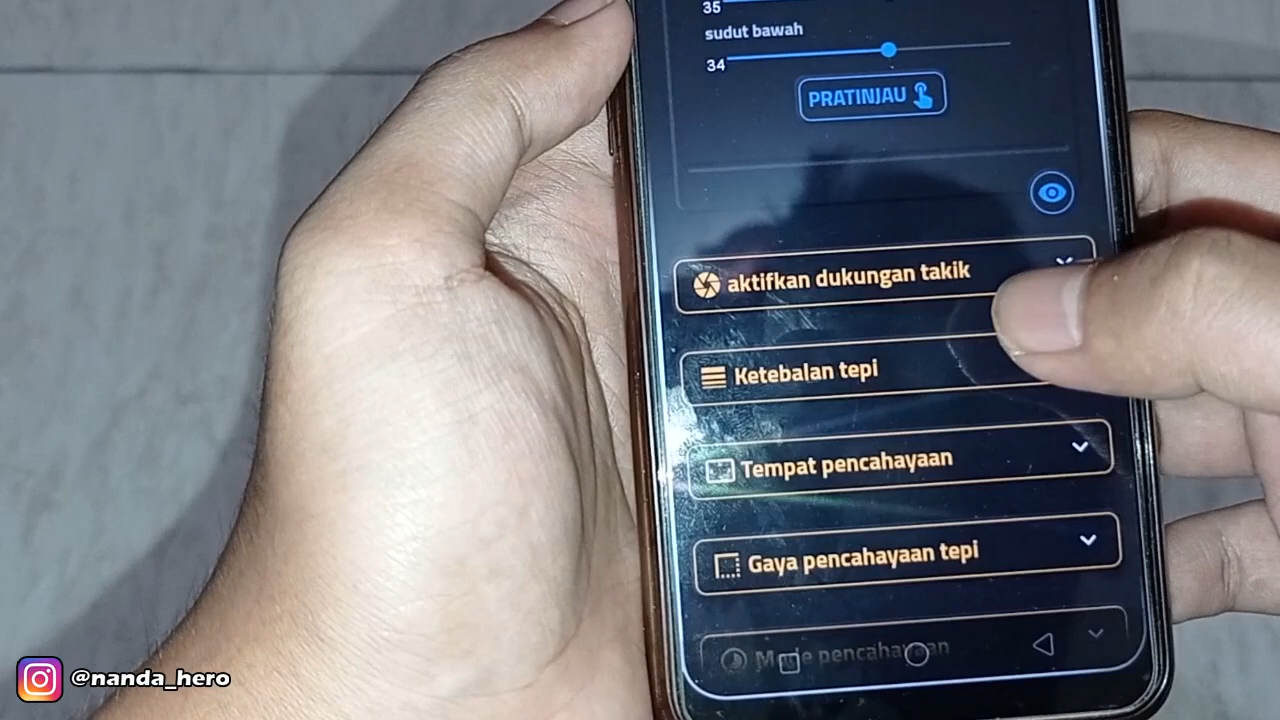 35
sudut bawah
34
PRATINJAU
aktifkan dukungan takik
Ketebalan tepi
Tempat pencahayaan
Gaya pencahayaan tepi
Mode pencahayaan
@nanda_hero